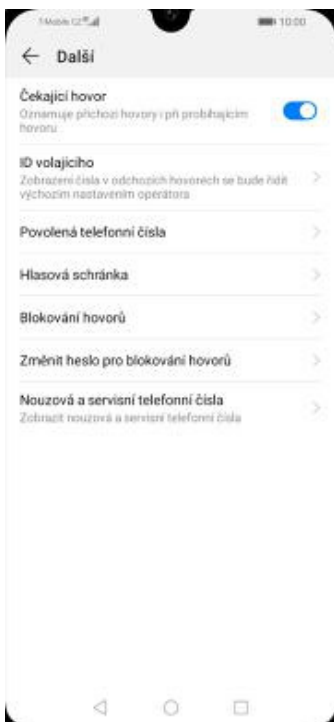 T-Mobile CZ
10:00
Další
Čekající hovor
Oznamuje příchozí hovory i při probíhajícím
hovoru
ID volajícího
Zobrazení čísla v odchozích hovorech se bude řídit
výchozím nastavením operátora
Povolená telefonní čísla
Hlasová schránka
Blokování hovorů
Změnit heslo pro blokování hovorů
Nouzová a servisní telefonní čísla
Zobrazit nouzová a servisní telefonní čísla